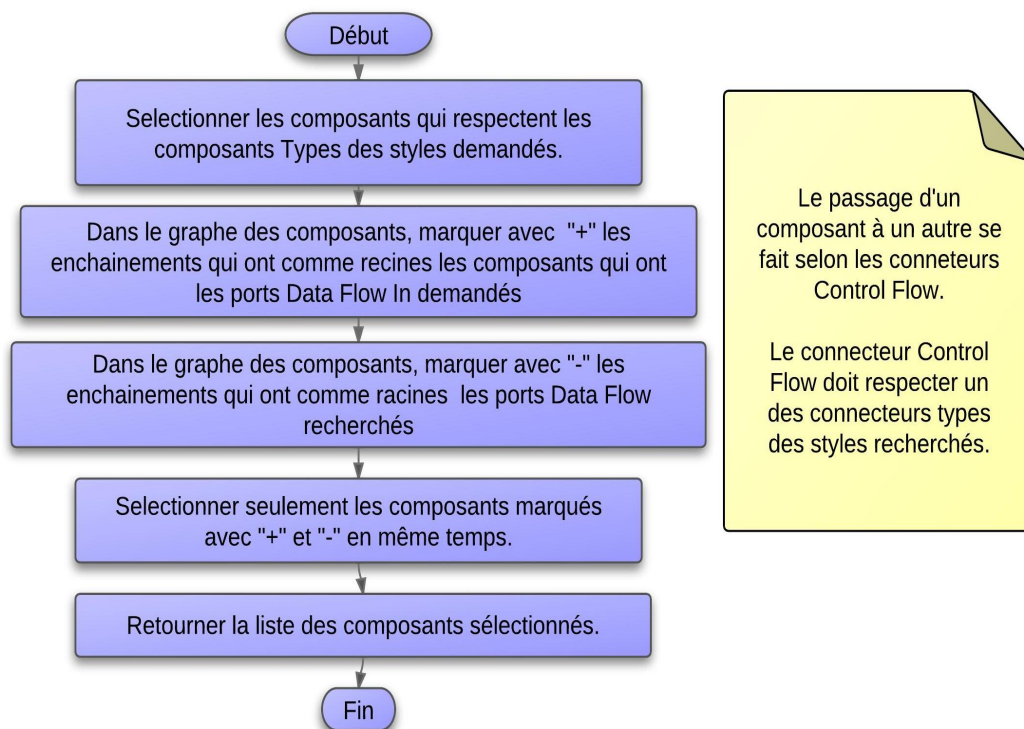 Début
Selectionner les composants qui respectent les
composants Types des styles demandés.
Dans le graphe des composants, marquer avec "+" les
enchainements qui ont comme recines les composants qui ont
les ports Data Flow In demandés
Dans le graphe des composants, marquer avec "-" les
enchainements qui ont comme racines les ports Data Flow
recherchés
Selectionner seulement les composants marqués
avec "+" et "-" en même temps.
Retourner la liste des composants sélectionnés.
Fin
Le passage d'un
composant à un autre se
fait selon les conneteurs
Control Flow.
Le connecteur Control
Flow doit respecter un
des connecteurs types
des styles recherchés.